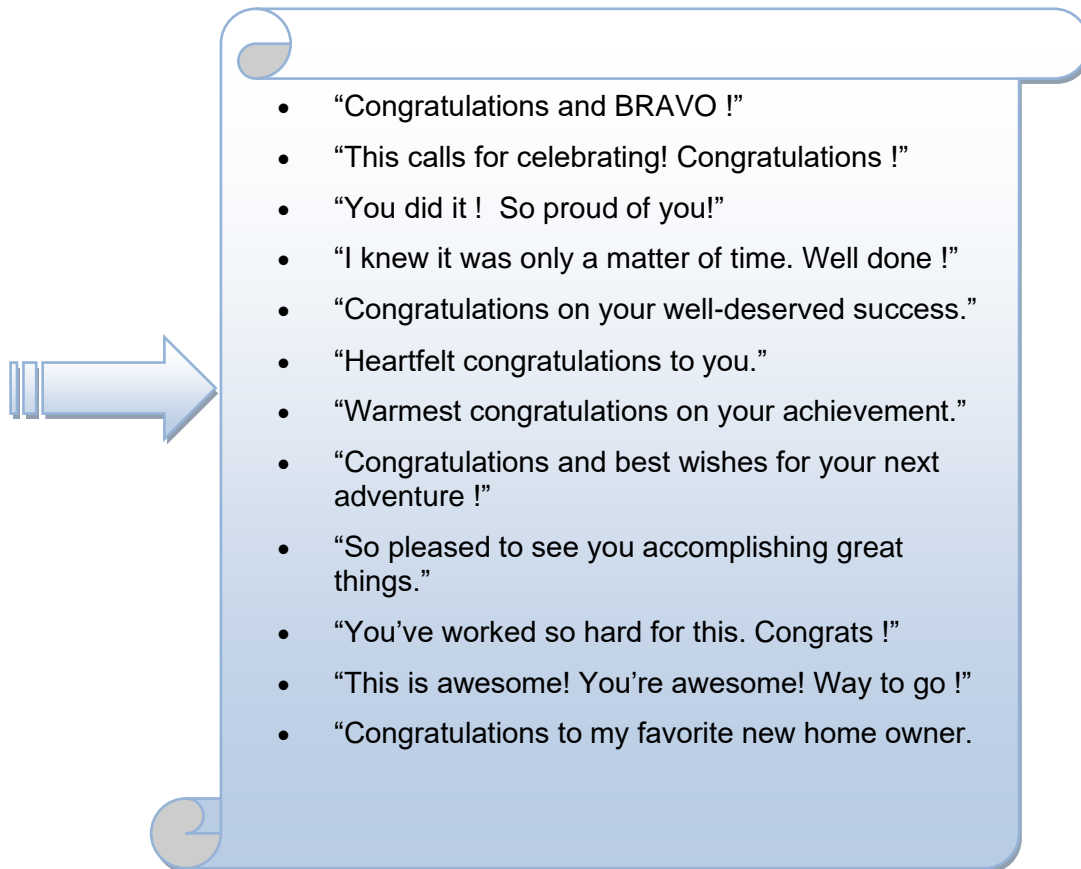 • “Congratulations and BRAVO !”
• “This calls for celebrating! Congratulations !”
• “You did it !  So proud of you!”
• “I knew it was only a matter of time. Well done !”
• “Congratulations on your well-deserved success.”
• “Heartfelt congratulations to you.”
• “Warmest congratulations on your achievement.”
• “Congratulations and best wishes for your next
adventure !”
• “So pleased to see you accomplishing great
things.”
• “You’ve worked so hard for this. Congrats !”
• “This is awesome! You’re awesome! Way to go !”
• “Congratulations to my favorite new home owner.